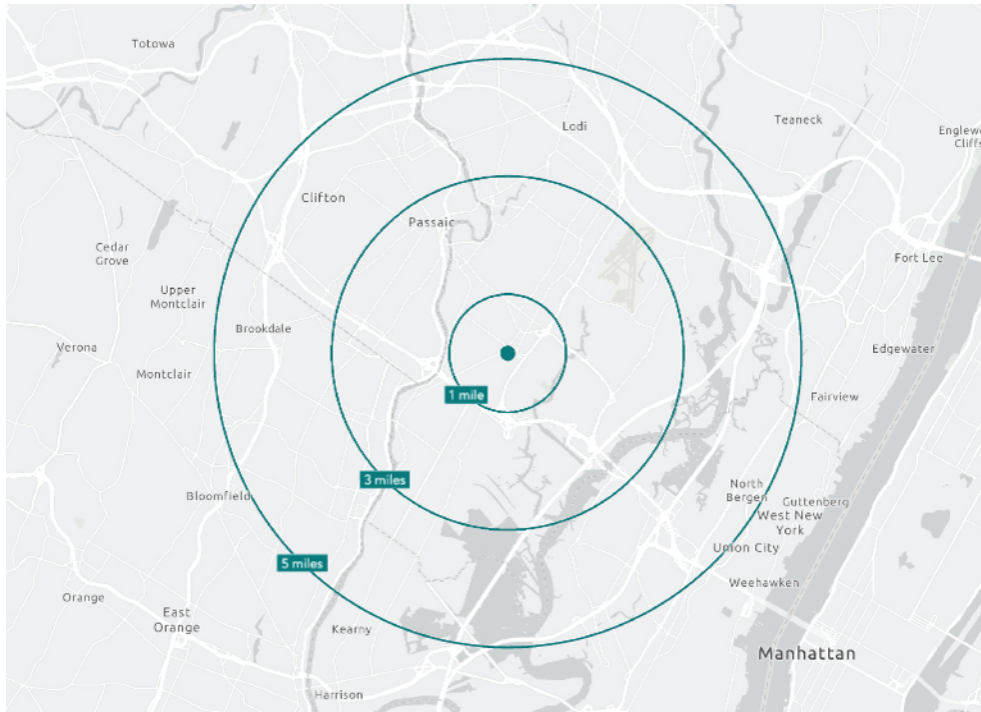 Totowa
Lodi
Teaneck
Englewo
Cliffs
Clifton
Passaic
Cedar
Grove
Fort Lee
Upper
Montclair
Brookdale
Verona
Edgewater
Montclair
1 mile
Fairview
3 miles
North
Bergen
Bloomfield
Guttenberg
West New
York
Union City
5 miles
Weehawken
Orange
East
Orange
Kearny
Manhattan
Harrison